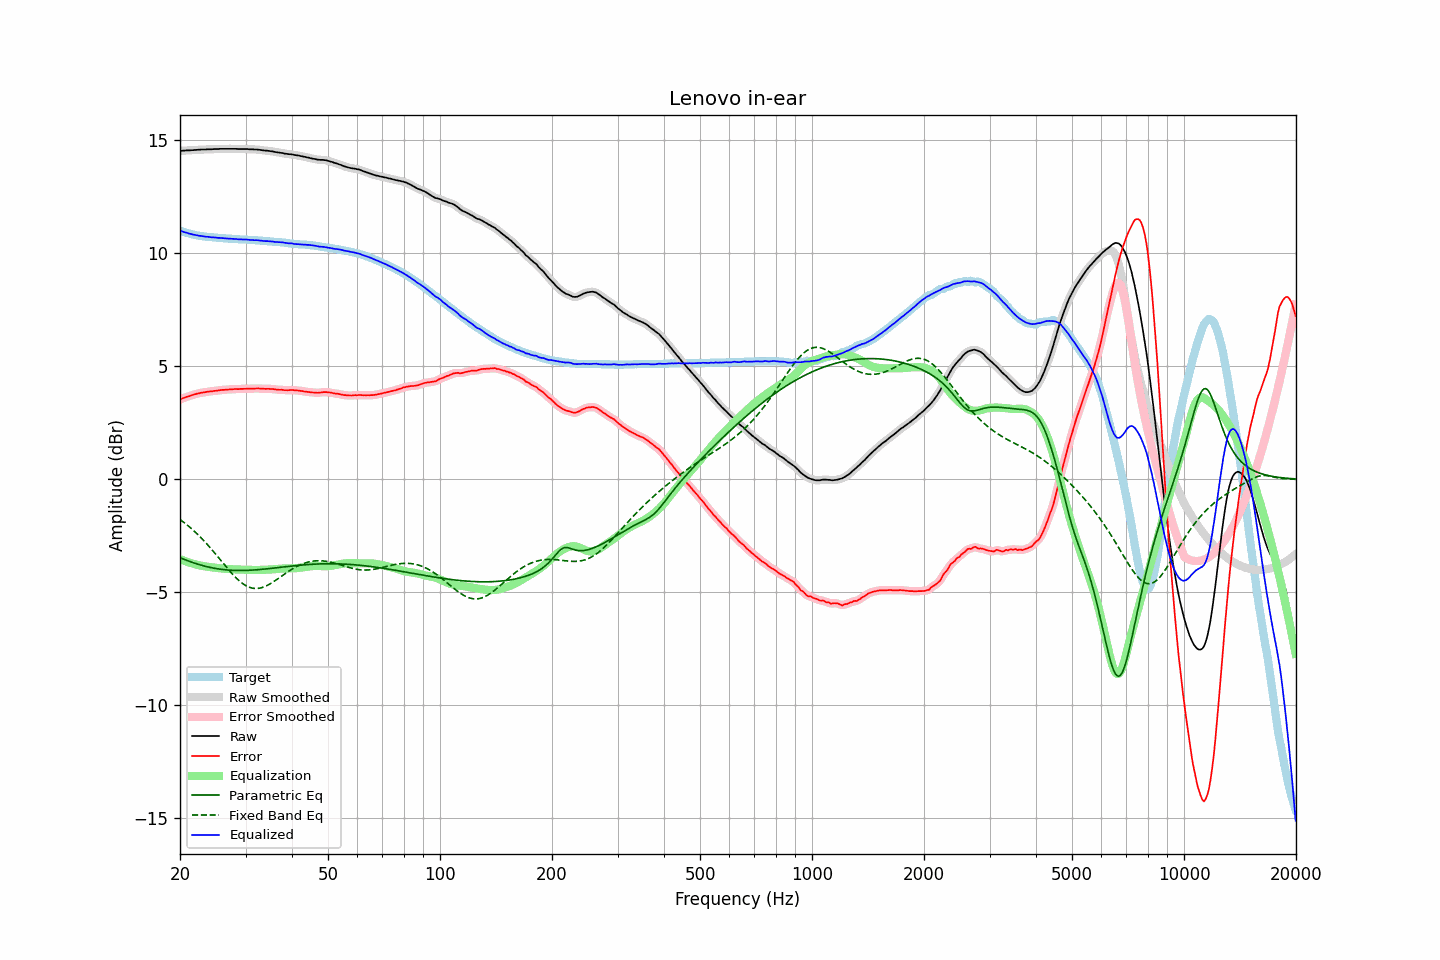 Lenovo in-ear
15
10
5
0
−5
−10
−15
Amplitude (dBr)
Target
Raw Smoothed
Error Smoothed
Raw
Error
Equalization
Parametric Eq
Fixed Band Eq
Equalized
20 50 100 200 500 1000 2000 5000 10000 20000
Frequency (Hz)